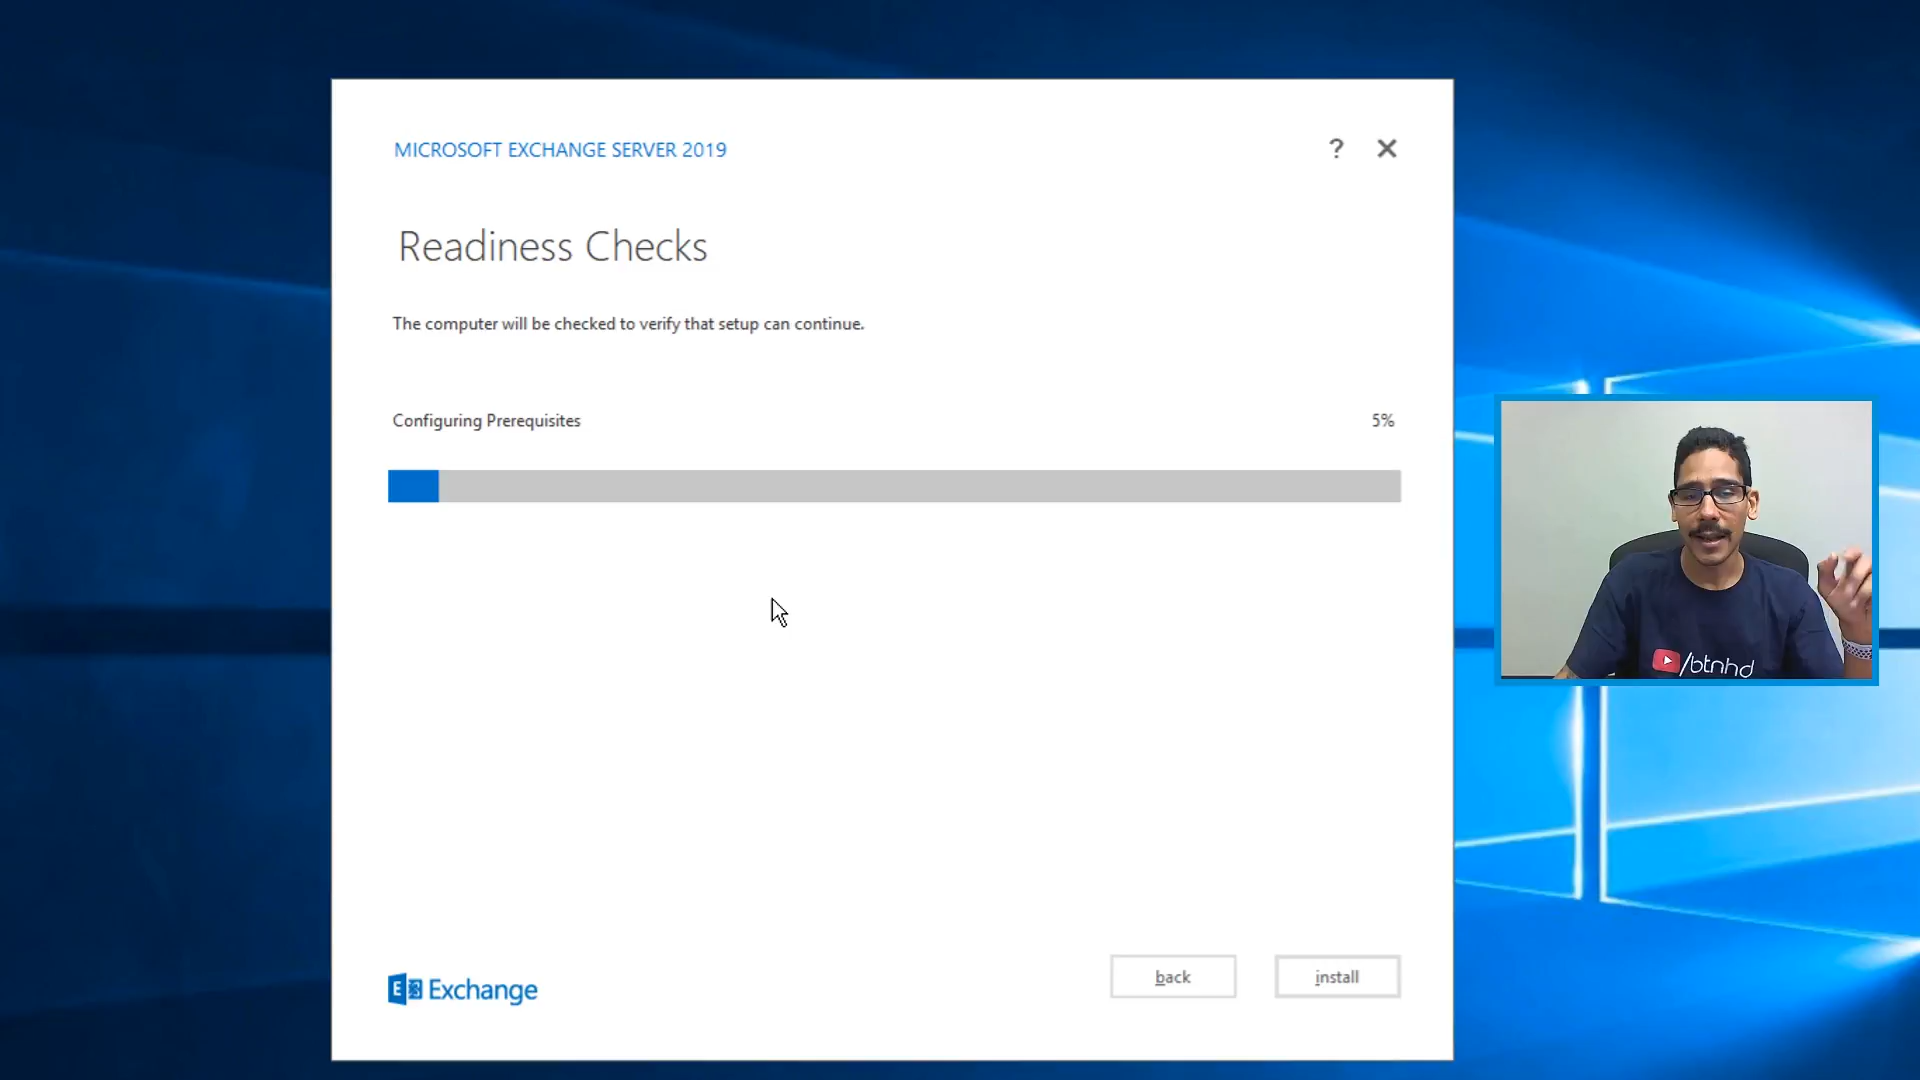 MICROSOFT EXCHANGE SERVER 2019
? ✕
Readiness Checks
The computer will be checked to verify that setup can continue.
Configuring Prerequisites 5%
/btnhd
back install
E Exchange